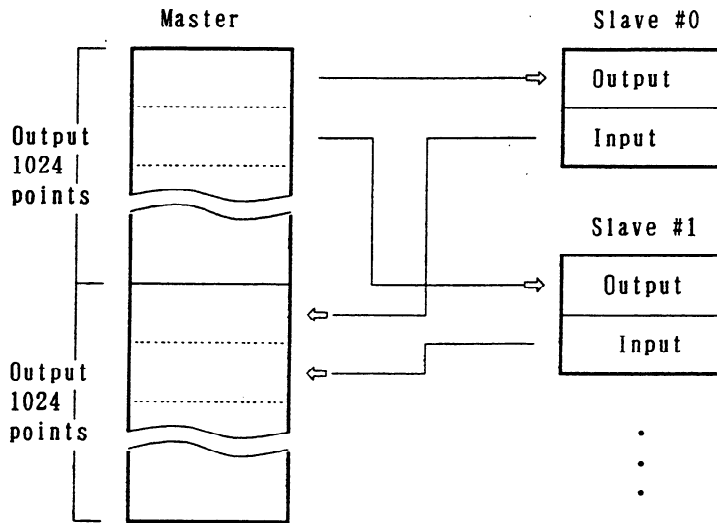 Master
Slave #0
Output
Input
Output
1024
points
Slave #1
Output
Input
Output
1024
points